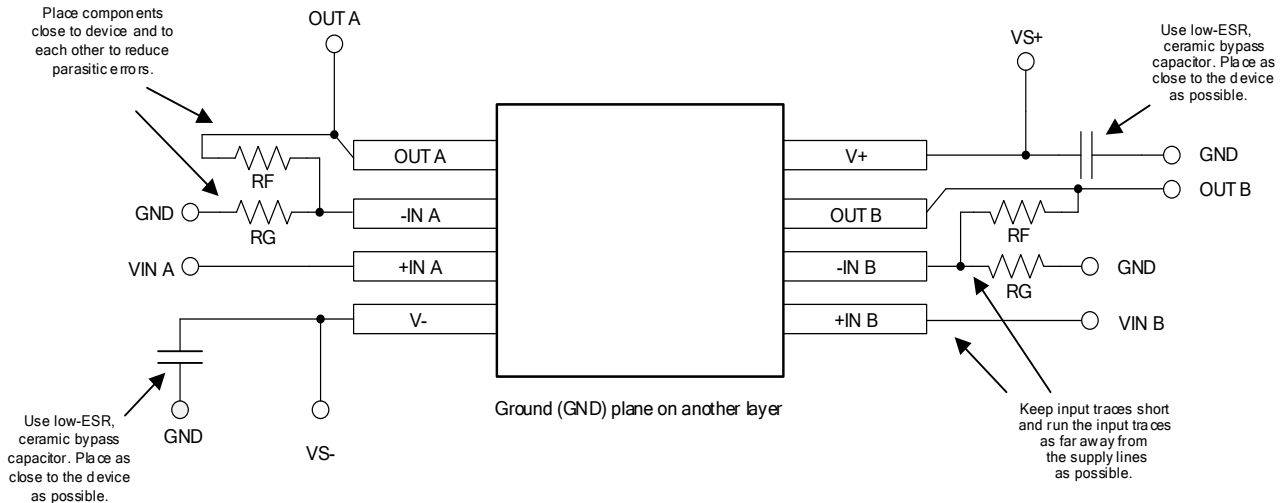 Place components
close to device and to
each other to reduce
parasitic errors.
OUT A
VS+
Use low-ESR,
ceramic bypass
capacitor. Place as
close to the device
as possible.
OUT A
V+
GND
RF
OUT B
GND
RG
-IN A
OUT B
RF
VIN A
+IN A
-IN B
RG
GND
V-
+IN B
VIN B
Use low-ESR,
ceramic bypass
capacitor. Place as
close to the device
as possible.
GND
VS-
Ground (GND) plane on another layer
Keep input traces short
and run the input traces
as far away from
the supply lines
as possible.